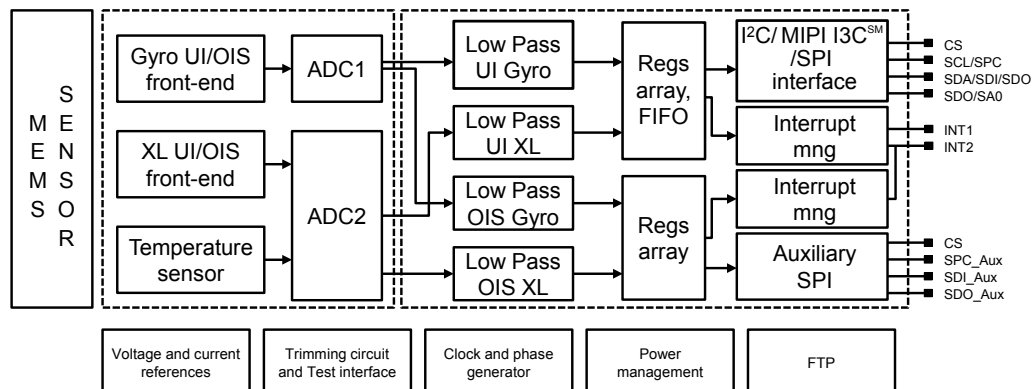 MEMS
SENSOR
Gyro UI/OIS
front-end
XL UI/OIS
front-end
Temperature
sensor
ADC1
ADC2
Low Pass
UI Gyro
Low Pass
UI XL
Low Pass
OIS Gyro
Low Pass
OIS XL
Regs
array,
FIFO
Regs
array
I²C/ MIPI I3C℠
/SPI
interface
Interrupt
mng
Interrupt
mng
Auxiliary
SPI
CS
SCL/SPC
SDA/SDI/SDO
SDO/SA0
INT1
INT2
CS
SPC_Aux
SDI_Aux
SDO_Aux
Voltage and current
references
Trimming circuit
and Test interface
Clock and phase
generator
Power
management
FTP